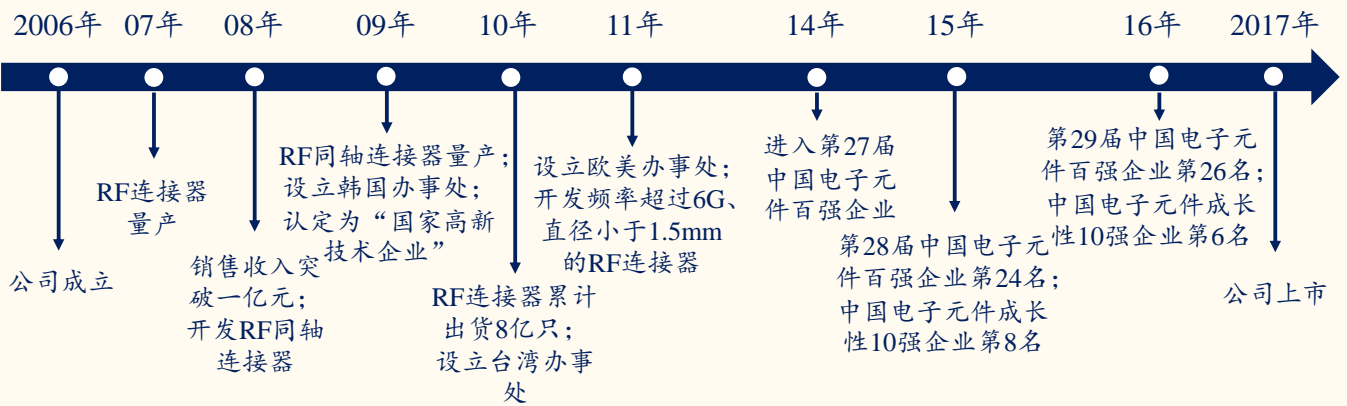 2006年
07年
08年
09年
10年
11年
14年
15年
16年
2017年
公司成立
RF连接器
量产
销售收入突
破一亿元；
开发RF同轴
连接器
RF同轴连接器量产；
设立韩国办事处；
认定为“国家高新
技术企业”
RF连接器累计
出货8亿只；
设立台湾办事
处
设立欧美办事处；
开发频率超过6G、
直径小于1.5mm
的RF连接器
进入第27届
中国电子元
件百强企业
第28届中国电子元
件百强企业第24名；
中国电子元件成长
性10强企业第8名
第29届中国电子元
件百强企业第26名；
中国电子元件成长
性10强企业第6名
公司上市